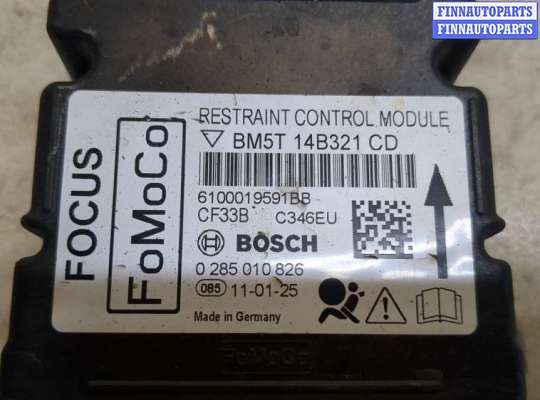 FINNAUTOPARTS
FINNAUTOPARTS
FOCUS
FoMoCo
RESTRAINT CONTROL MODULE
BM5T 14B321 CD
6100019591BB
CF33B C346EU
BOSCH
0 285 010 826
085 11-01-25
Made in Germany
FoMoCo